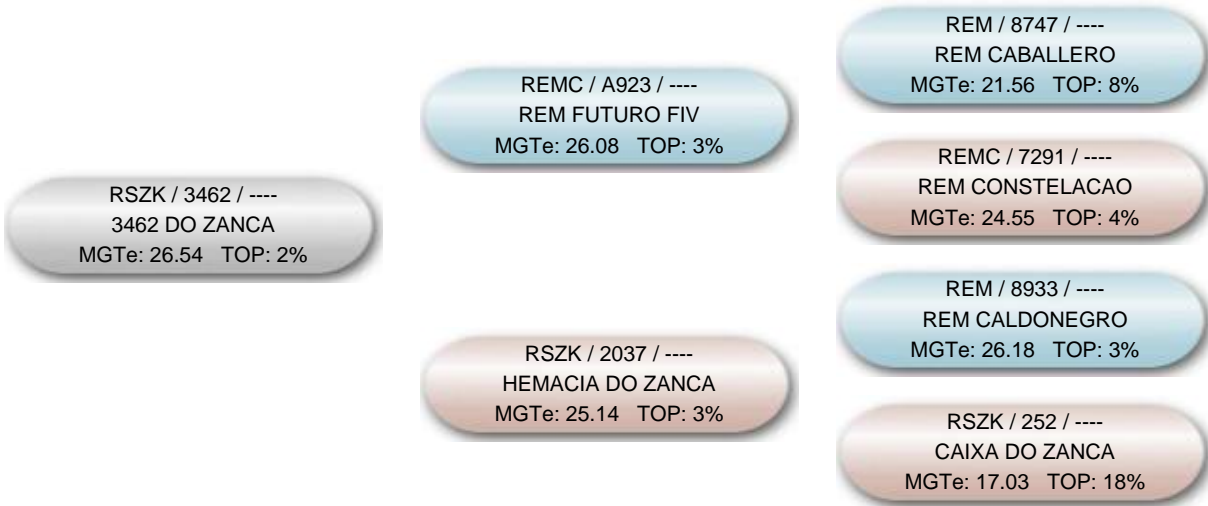 RSZK / 3462 / ----
3462 DO ZANCA
MGTe: 26.54 TOP: 2%
REMC / A923 / ----
REM FUTURO FIV
MGTe: 26.08 TOP: 3%
RSZK / 2037 / ----
HEMACIA DO ZANCA
MGTe: 25.14 TOP: 3%
REM / 8747 / ----
REM CABALLERO
MGTe: 21.56 TOP: 8%
REMC / 7291 / ----
REM CONSTELACAO
MGTe: 24.55 TOP: 4%
REM / 8933 / ----
REM CALDONEGRO
MGTe: 26.18 TOP: 3%
RSZK / 252 / ----
CAIXA DO ZANCA
MGTe: 17.03 TOP: 18%